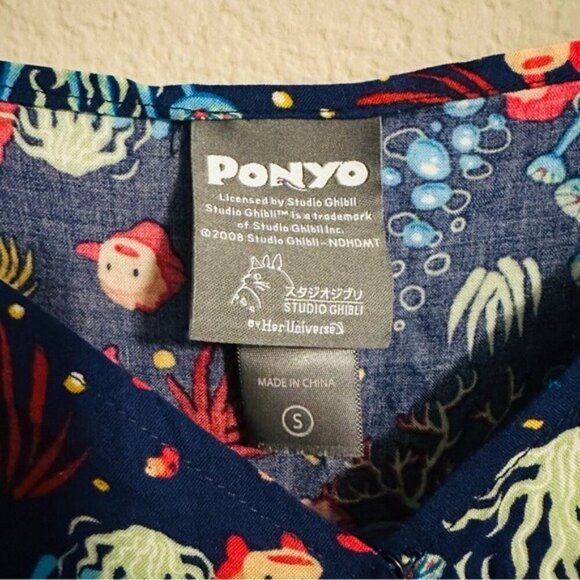 PONYO
Licensed by Studio Ghibli
Studio Ghibli™ is a trademark
of Studio Ghibli Inc.
©2008 Studio Ghibli-NDHDMT
スタジオジブリ
STUDIO GHIBLI
BY Her Universe
MADE IN CHINA
S